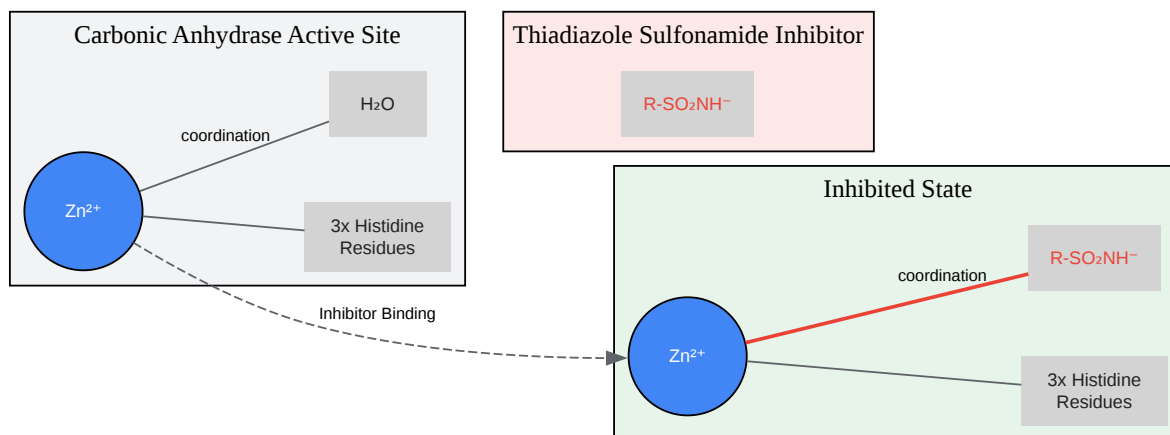 Carbonic Anhydrase Active Site
H₂O
coordination
Zn²⁺
3x Histidine
Residues
Thiadiazole Sulfonamide Inhibitor
R-SO₂NH⁻
Inhibitor Binding
Inhibited State
R-SO₂NH⁻
coordination
Zn²⁺
3x Histidine
Residues